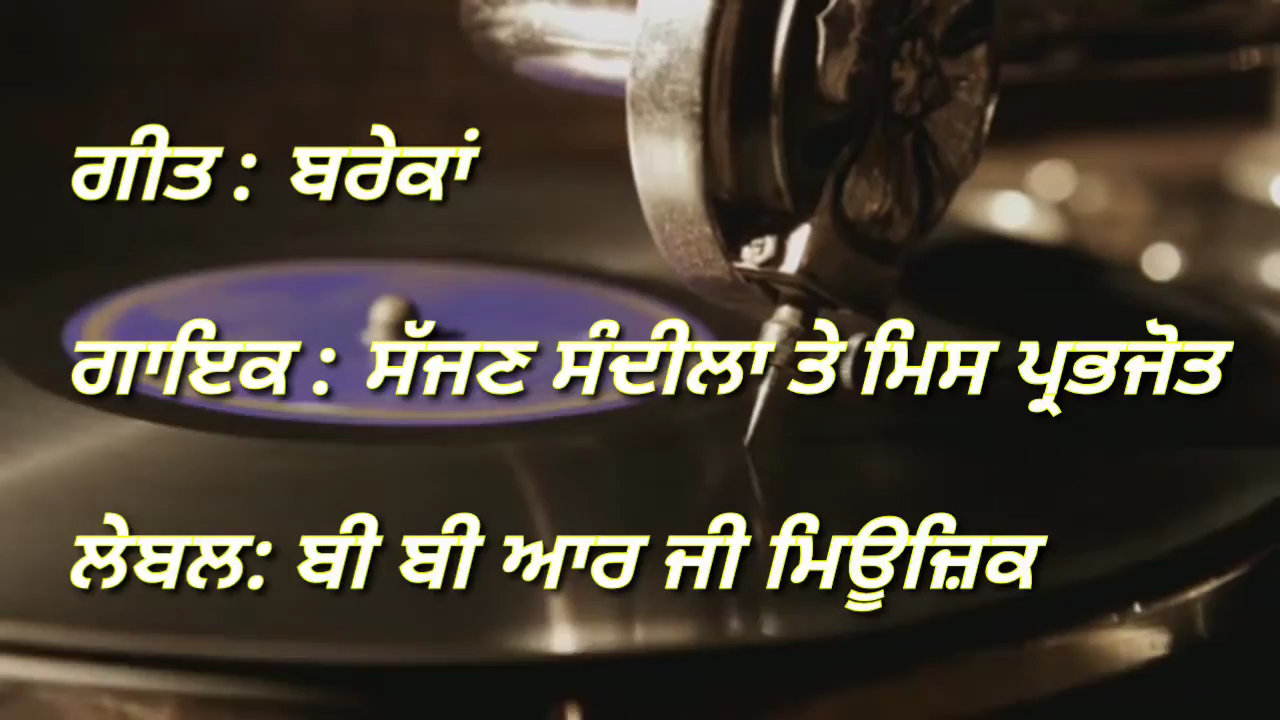 ਗੀਤ : ਬਰੇਕਾਂ
ਗਾਇਕ : ਸੱਜਣ ਸੰਦੀਲਾ ਤੇ ਮਿਸ ਪ੍ਰਭਜੋਤ
ਲੇਬਲ: ਬੀ ਬੀ ਆਰ ਜੀ ਮਿਊਜ਼ਿਕ